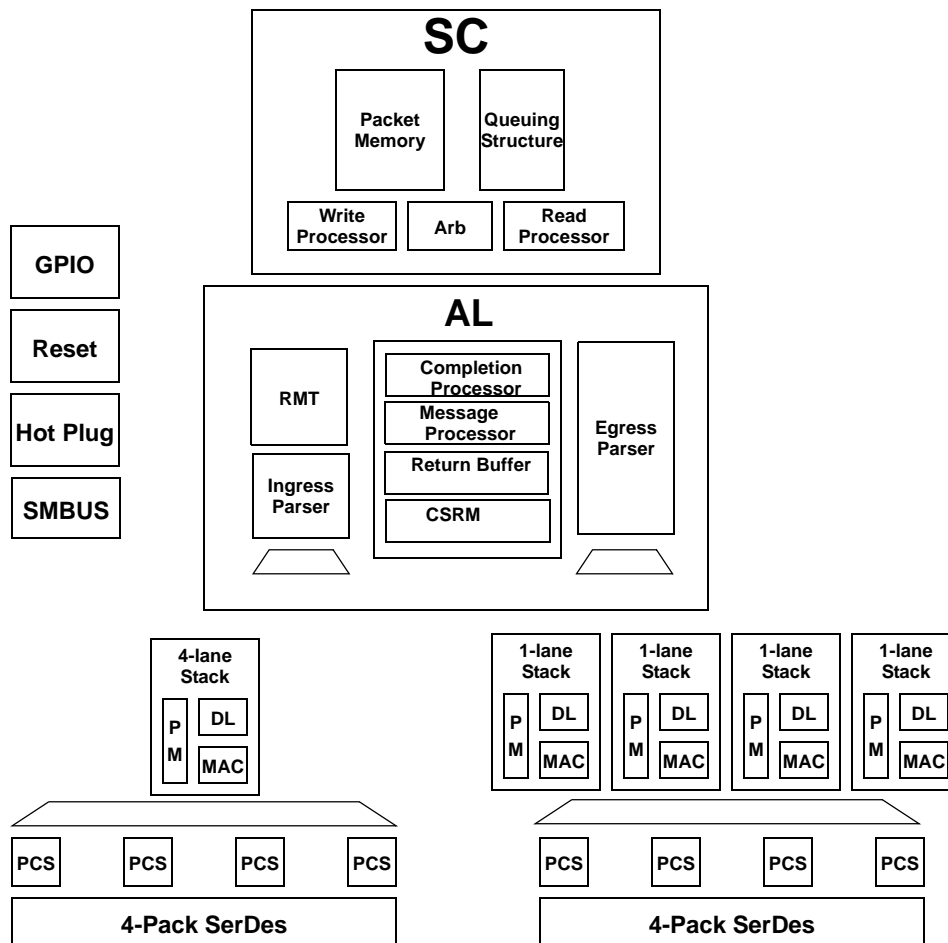 SC
Packet
Memory
Queuing
Structure
Write
Processor
Arb
Read
Processor
GPIO
Reset
Hot Plug
SMBUS
AL
RMT
Ingress
Parser
Completion
Processor
Message
Processor
Return Buffer
CSRM
Egress
Parser
4-lane
Stack
P
M
DL
MAC
1-lane
Stack
P
M
DL
MAC
1-lane
Stack
P
M
DL
MAC
1-lane
Stack
P
M
DL
MAC
1-lane
Stack
P
M
DL
MAC
PCS
PCS
PCS
PCS
PCS
PCS
PCS
PCS
4-Pack SerDes
4-Pack SerDes